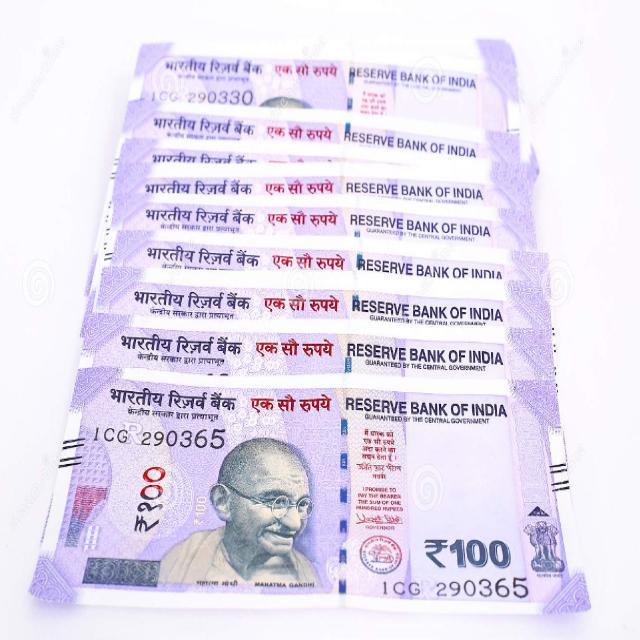 भारतीय रिज़र्व बैंक एक सौ रुपये RESERVE BANK OF INDIA
1CG 290330
भारतीय रिज़र्व बैंक एक सौ रुपये RESERVE BANK OF INDIA
भारतीय रिज़र्व बैंक एक सौ रुपये
भारतीय रिज़र्व बैंक एक सौ रुपये RESERVE BANK OF INDIA
भारतीय रिज़र्व बैंक एक सौ रुपये RESERVE BANK OF INDIA
GUARANTEED BY THE CENTRAL GOVERNMENT
भारतीय रिज़र्व बैंक एक सौ रुपये RESERVE BANK OF INDIA
भारतीय रिज़र्व बैंक एक सौ रुपये RESERVE BANK OF INDIA
केन्द्रीय सरकार द्वारा प्रत्याभूत GUARANTEED BY THE CENTRAL GOVERNMENT
भारतीय रिज़र्व बैंक एक सौ रुपये RESERVE BANK OF INDIA
केन्द्रीय सरकार द्वारा प्रत्याभूत GUARANTEED BY THE CENTRAL GOVERNMENT
भारतीय रिज़र्व बैंक एक सौ रुपये RESERVE BANK OF INDIA
केन्द्रीय सरकार द्वारा प्रत्याभूत GUARANTEED BY THE CENTRAL GOVERNMENT
1CG 290365
मैं धारक को
एक सौ रुपये
अदा करने का
वचन देता हूँ।
I PROMISE TO
PAY THE BEARER
THE SUM OF ONE
HUNDRED RUPEES
GOVERNOR
₹१००
₹100
₹100
1CG 290365
महात्मा गांधी MAHATMA GANDHI